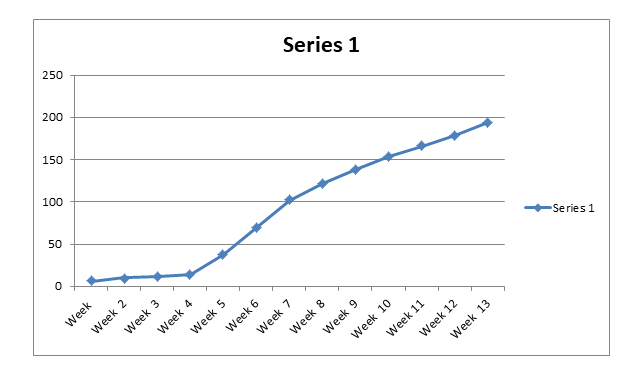 Series 1
250
200
150
100
50
0
Week
Week 2
Week 3
Week 4
Week 5
Week 6
Week 7
Week 8
Week 9
Week 10
Week 11
Week 12
Week 13
Series 1